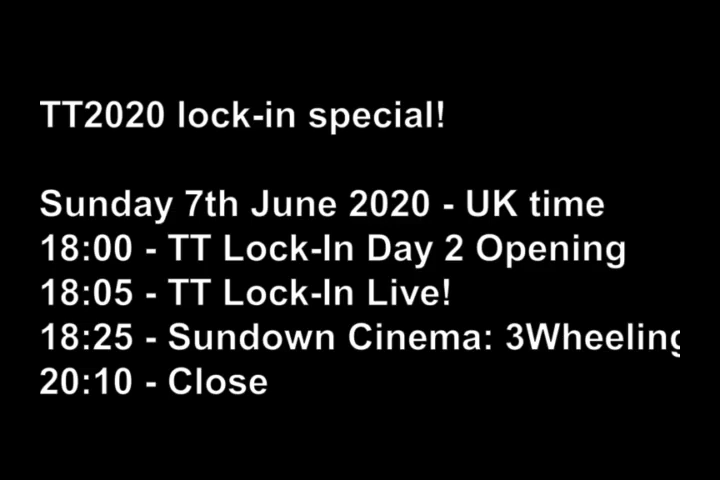 TT2020 lock-in special!
Sunday 7th June 2020 - UK time
18:00 - TT Lock-In Day 2 Opening
18:05 - TT Lock-In Live!
18:25 - Sundown Cinema: 3Wheeling
20:10 - Close